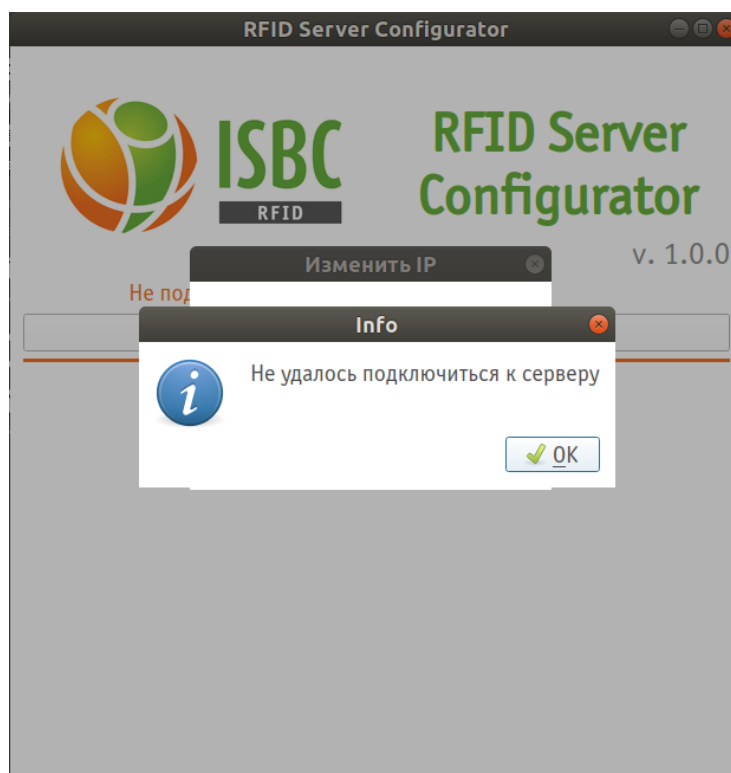 RFID Server Configurator
ISBC
RFID
RFID Server
Configurator
v. 1.0.0
Изменить IP
Не
Info
Не удалось подключиться к серверу
OK